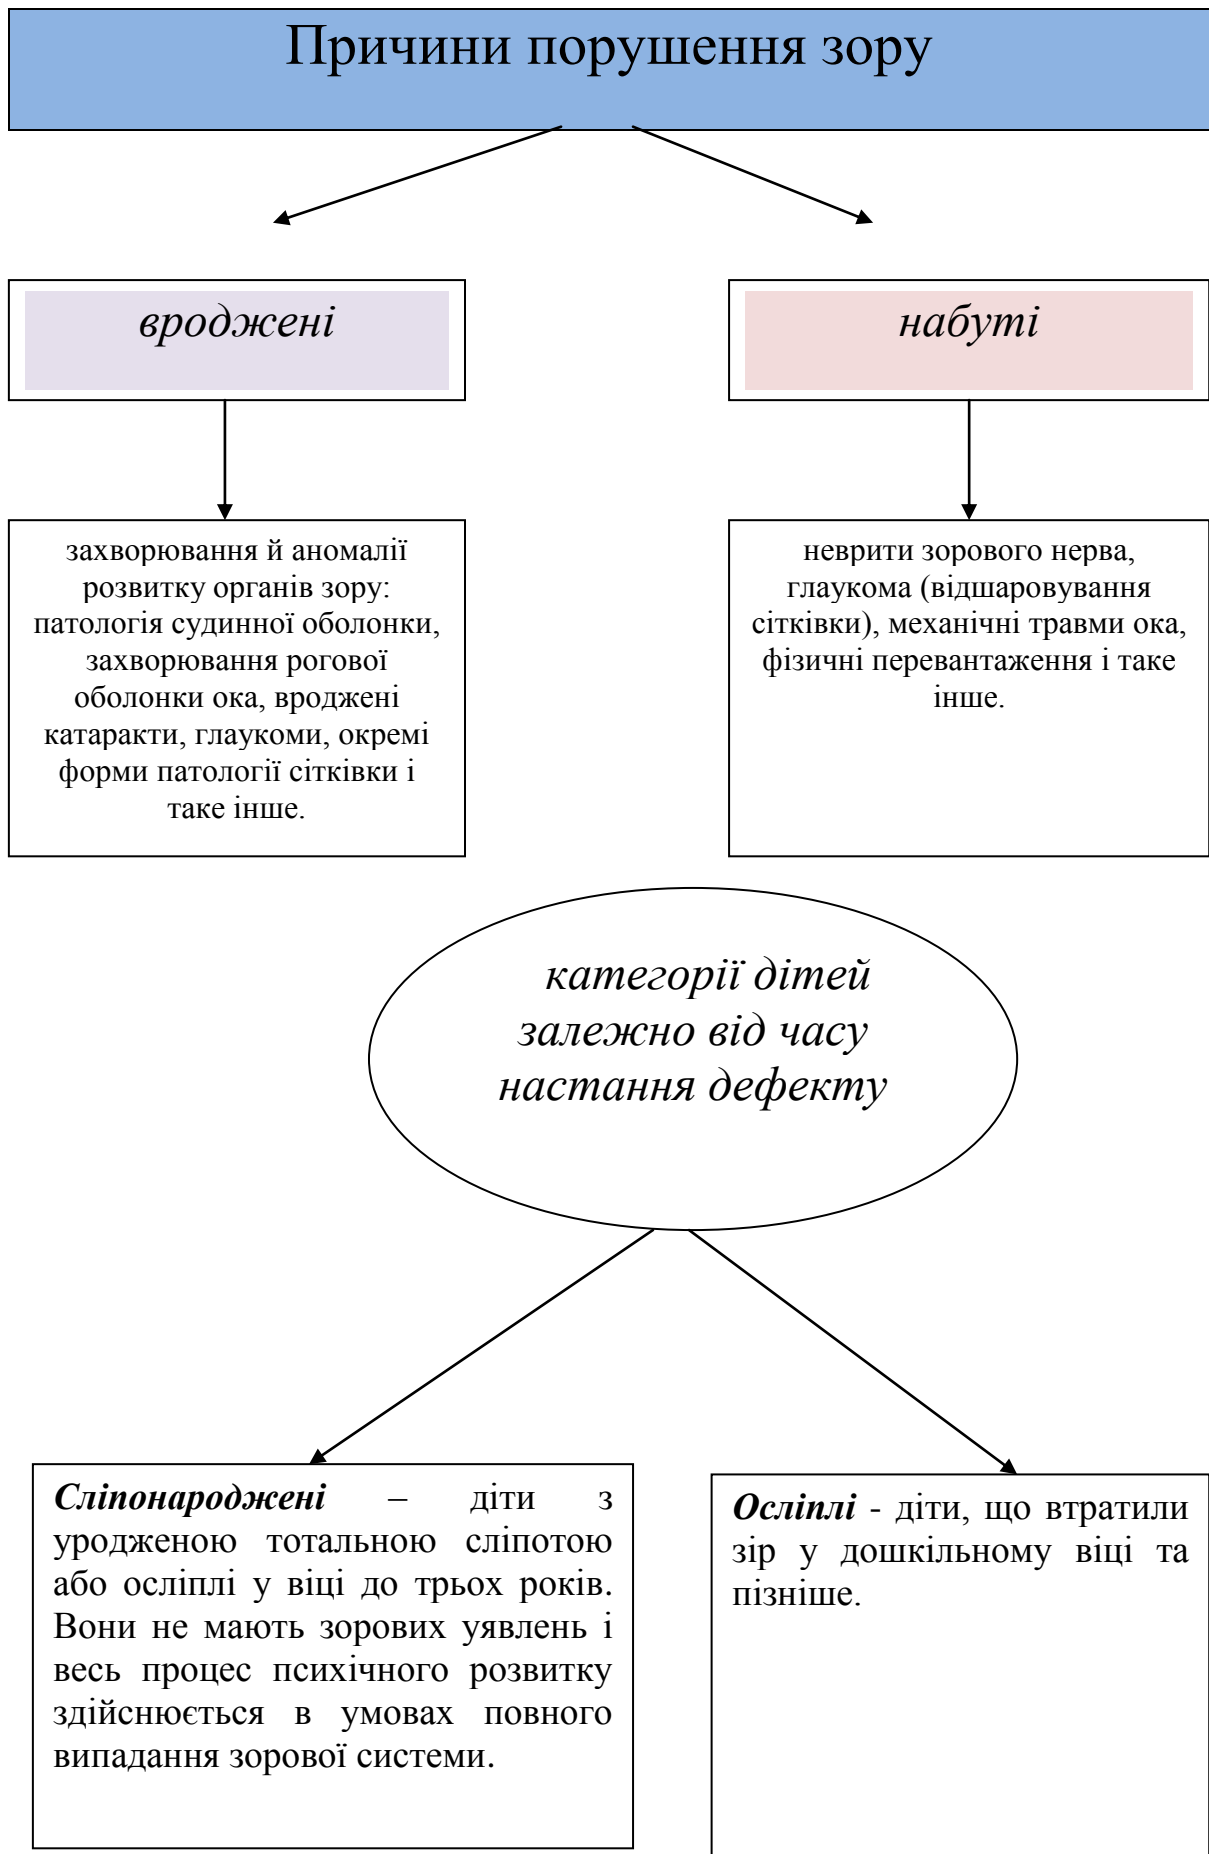 Причини порушення зору
вроджені
набуті
захворювання й аномалії
розвитку органів зору:
патологія судинної оболонки,
захворювання рогової
оболонки ока, вроджені
катаракти, глаукоми, окремі
форми патології сітківки і
таке інше.
неврити зорового нерва,
глаукома (відшаровування
сітківки), механічні травми ока,
фізичні перевантаження і таке
інше.
категорії дітей
залежно від часу
настання дефекту
Сліпонароджені – діти з
уродженою тотальною сліпотою
або осліплі у віці до трьох років.
Вони не мають зорових уявлень і
весь процес психічного розвитку
здійснюється в умовах повного
випадання зорової системи.
Осліплі - діти, що втратили
зір у дошкільному віці та
пізніше.